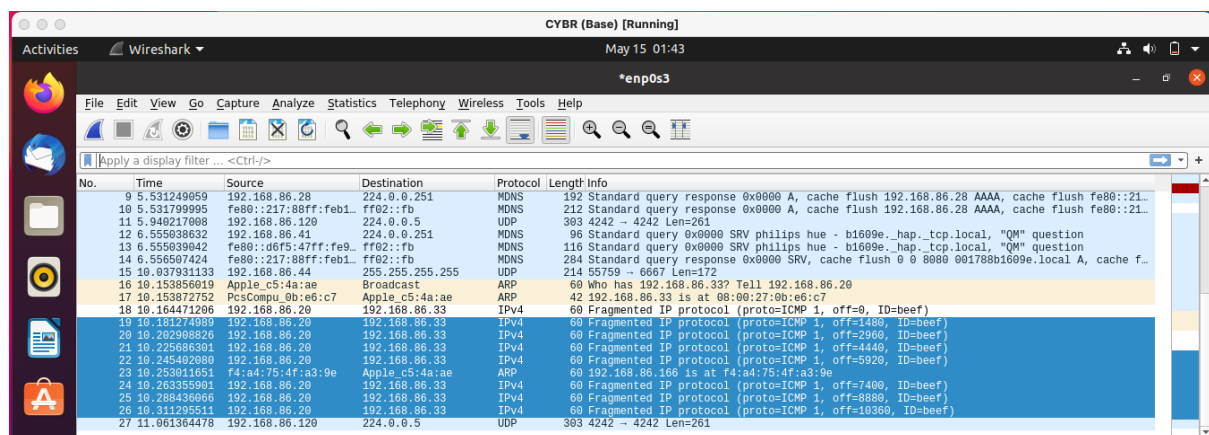 CYBR (Base) [Running]
Activities Wireshark May 15 01:43
*enp0s3
File Edit View Go Capture Analyze Statistics Telephony Wireless Tools Help
Apply a display filter ... <Ctrl-/>
No. Time Source Destination Protocol Length Info
9 5.531249059 192.168.86.28 224.0.0.251 MDNS 192 Standard query response 0x0000 A, cache flush 192.168.86.28 AAAA, cache flush fe80::21…
10 5.531799995 fe80::217:88ff:feb1… ff02::fb MDNS 212 Standard query response 0x0000 A, cache flush 192.168.86.28 AAAA, cache flush fe80::21…
11 5.940217008 192.168.86.120 224.0.0.5 UDP 303 4242 → 4242 Len=261
12 6.555038632 192.168.86.41 224.0.0.251 MDNS 96 Standard query 0x0000 SRV philips hue - b1609e._hap._tcp.local, "QM" question
13 6.555039042 fe80::d6f5:47ff:fe9… ff02::fb MDNS 116 Standard query 0x0000 SRV philips hue - b1609e._hap._tcp.local, "QM" question
14 6.556507424 fe80::217:88ff:feb1… ff02::fb MDNS 284 Standard query response 0x0000 SRV, cache flush 0 0 8080 001788b1609e.local A, cache f…
15 10.037931133 192.168.86.44 255.255.255.255 UDP 214 55759 → 6667 Len=172
16 10.153856019 Apple_c5:4a:ae Broadcast ARP 60 Who has 192.168.86.33? Tell 192.168.86.20
17 10.153872752 PcsCompu_0b:e6:c7 Apple_c5:4a:ae ARP 42 192.168.86.33 is at 08:00:27:0b:e6:c7
18 10.164471206 192.168.86.20 192.168.86.33 IPv4 60 Fragmented IP protocol (proto=ICMP 1, off=0, ID=beef)
19 10.181274989 192.168.86.20 192.168.86.33 IPv4 60 Fragmented IP protocol (proto=ICMP 1, off=1480, ID=beef)
20 10.202908826 192.168.86.20 192.168.86.33 IPv4 60 Fragmented IP protocol (proto=ICMP 1, off=2960, ID=beef)
21 10.225686301 192.168.86.20 192.168.86.33 IPv4 60 Fragmented IP protocol (proto=ICMP 1, off=4440, ID=beef)
22 10.245402080 192.168.86.20 192.168.86.33 IPv4 60 Fragmented IP protocol (proto=ICMP 1, off=5920, ID=beef)
23 10.253011651 f4:a4:75:4f:a3:9e Apple_c5:4a:ae ARP 60 192.168.86.166 is at f4:a4:75:4f:a3:9e
24 10.263355901 192.168.86.20 192.168.86.33 IPv4 60 Fragmented IP protocol (proto=ICMP 1, off=7400, ID=beef)
25 10.288436066 192.168.86.20 192.168.86.33 IPv4 60 Fragmented IP protocol (proto=ICMP 1, off=8880, ID=beef)
26 10.311295511 192.168.86.20 192.168.86.33 IPv4 60 Fragmented IP protocol (proto=ICMP 1, off=10360, ID=beef)
27 11.061364478 192.168.86.120 224.0.0.5 UDP 303 4242 → 4242 Len=261